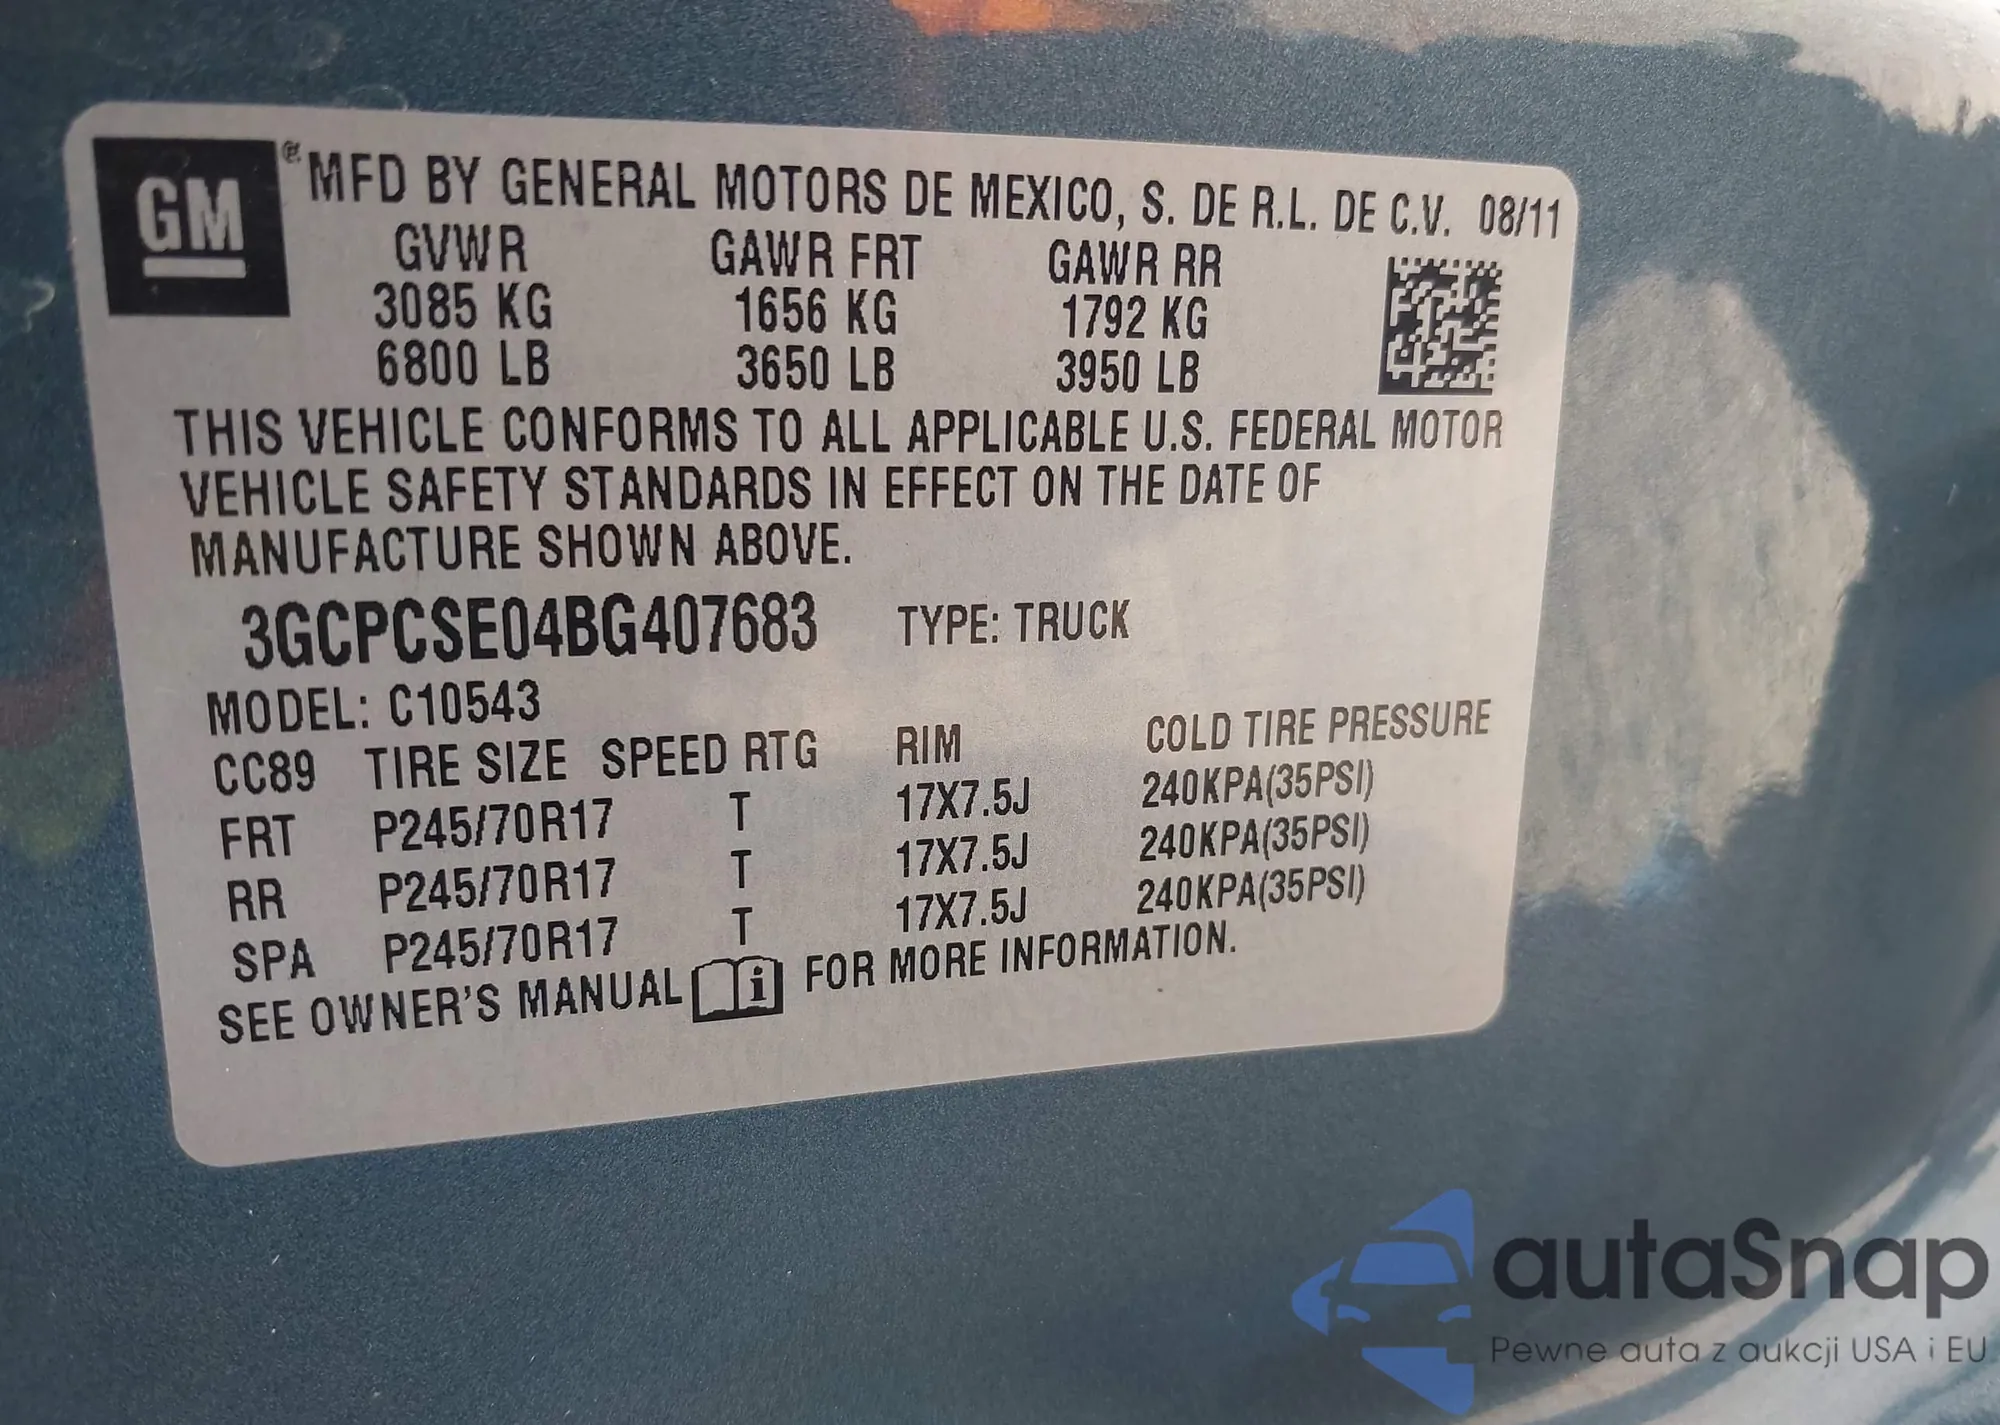 GM ® MFD BY GENERAL MOTORS DE MEXICO, S. DE R.L. DE C.V. 08/11
GVWR GAWR FRT GAWR RR
3085 KG 1656 KG 1792 KG
6800 LB 3650 LB 3950 LB
THIS VEHICLE CONFORMS TO ALL APPLICABLE U.S. FEDERAL MOTOR
VEHICLE SAFETY STANDARDS IN EFFECT ON THE DATE OF
MANUFACTURE SHOWN ABOVE.
3GCPCSE04BG407683 TYPE: TRUCK
MODEL: C10543
CC89 TIRE SIZE SPEED RTG RIM COLD TIRE PRESSURE
FRT P245/70R17 T 17X7.5J 240KPA(35PSI)
RR P245/70R17 T 17X7.5J 240KPA(35PSI)
SPA P245/70R17 T 17X7.5J 240KPA(35PSI)
SEE OWNER'S MANUAL i FOR MORE INFORMATION.
autaSnap
Pewne auta z aukcji USA i EU